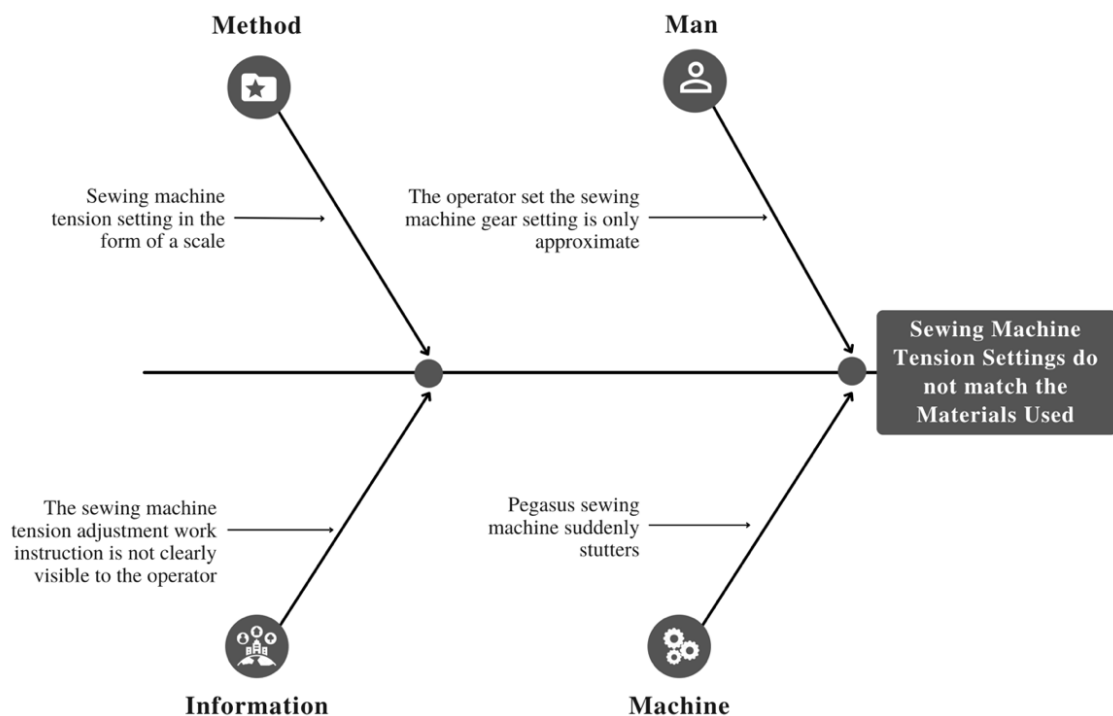 Method
Man
Sewing machine
tension setting in the
form of a scale
The operator set the sewing
machine gear setting is only
approximate
Sewing Machine
Tension Settings do
not match the
Materials Used
The sewing machine
tension adjustment work
instruction is not clearly
visible to the operator
Pegasus sewing
machine suddenly
stutters
Information
Machine